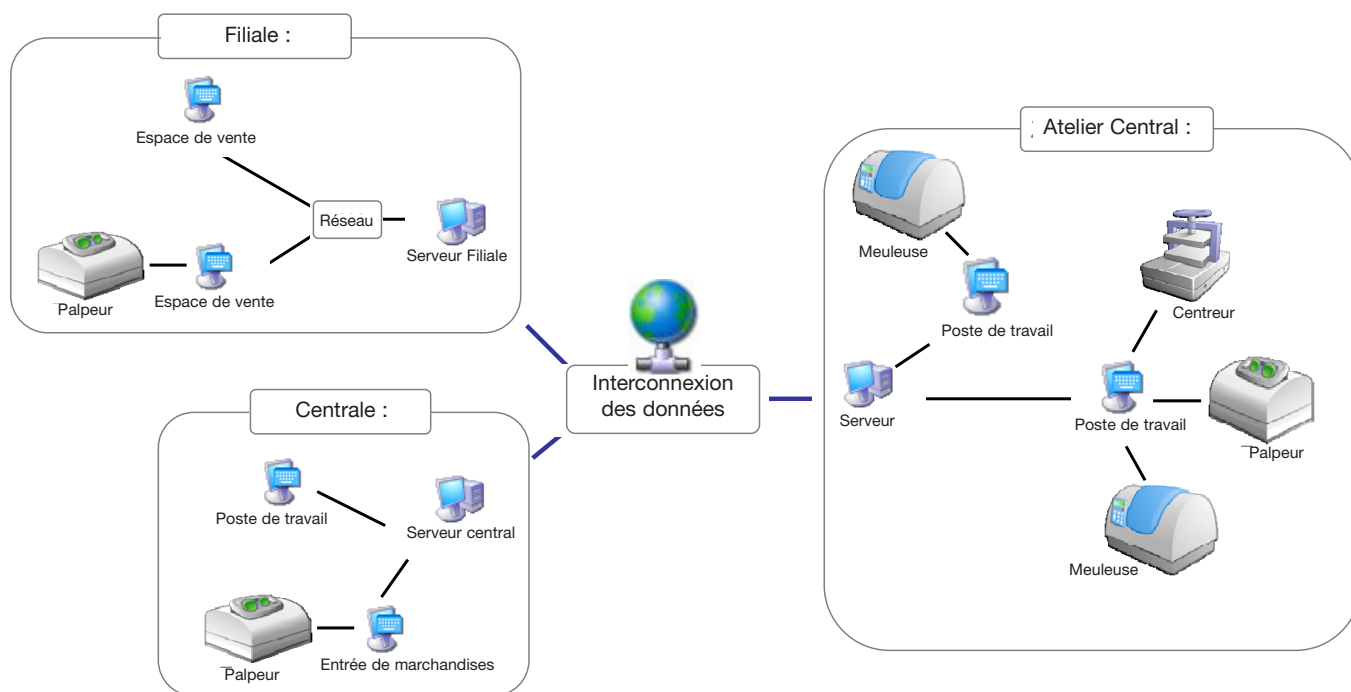 Filiale :
Espace de vente
Réseau
Serveur Filiale
Palpeur
Espace de vente
Interconnexion
des données
Centrale :
Poste de travail
Serveur central
Palpeur
Entrée de marchandises
Atelier Central :
Meuleuse
Poste de travail
Centreur
Serveur
Poste de travail
Palpeur
Meuleuse